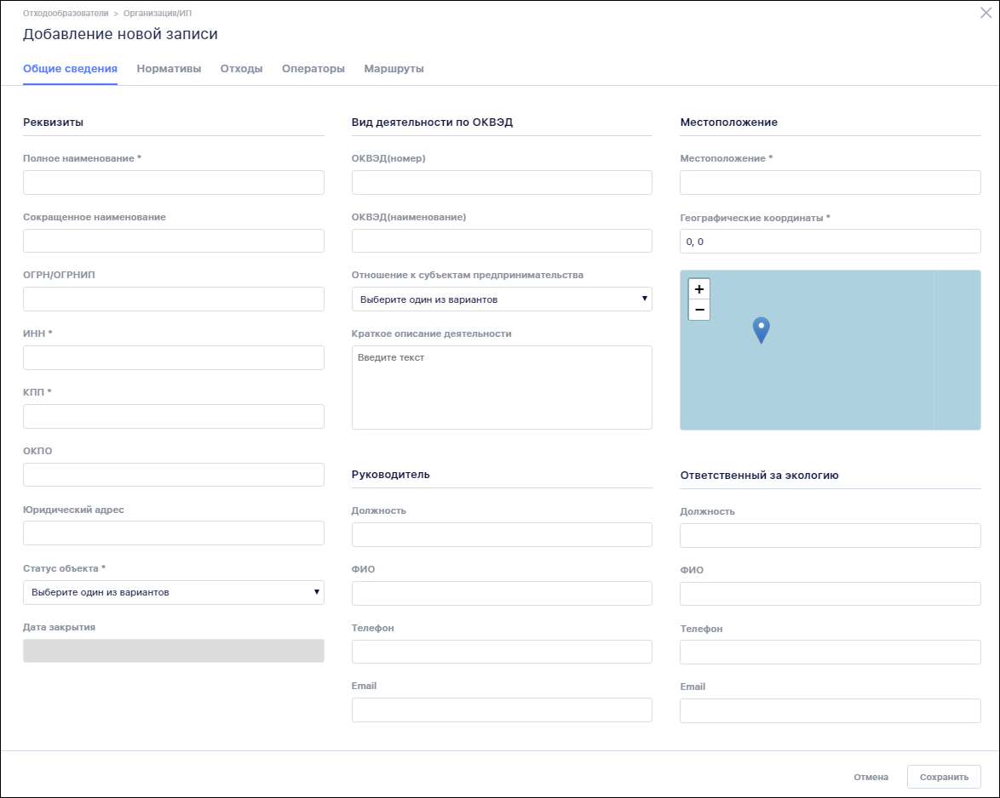 Отходообразователи > Организация/ИП
Добавление новой записи
Общие сведения Нормативы Отходы Операторы Маршруты
Реквизиты
Полное наименование *
Сокращенное наименование
ОГРН/ОГРНИП
ИНН *
КПП *
ОКПО
Юридический адрес
Статус объекта *
Выберите один из вариантов
Дата закрытия
Вид деятельности по ОКВЭД
ОКВЭД(номер)
ОКВЭД(наименование)
Отношение к субъектам предпринимательства
Выберите один из вариантов
Краткое описание деятельности
Введите текст
Руководитель
Должность
ФИО
Телефон
Email
Местоположение
Местоположение *
Географические координаты *
0, 0
+
−
Ответственный за экологию
Должность
ФИО
Телефон
Email
Отмена Сохранить